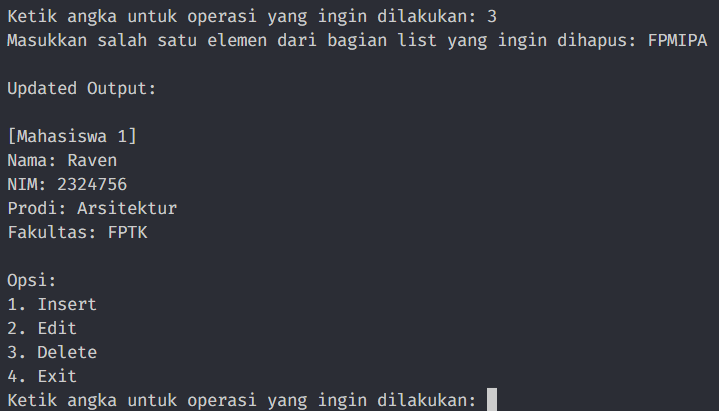 Ketik angka untuk operasi yang ingin dilakukan: 3
Masukkan salah satu elemen dari bagian list yang ingin dihapus: FPMIPA
Updated Output:
[Mahasiswa 1]
Nama: Raven
NIM: 2324756
Prodi: Arsitektur
Fakultas: FPTK
Opsi:
1. Insert
2. Edit
3. Delete
4. Exit
Ketik angka untuk operasi yang ingin dilakukan: